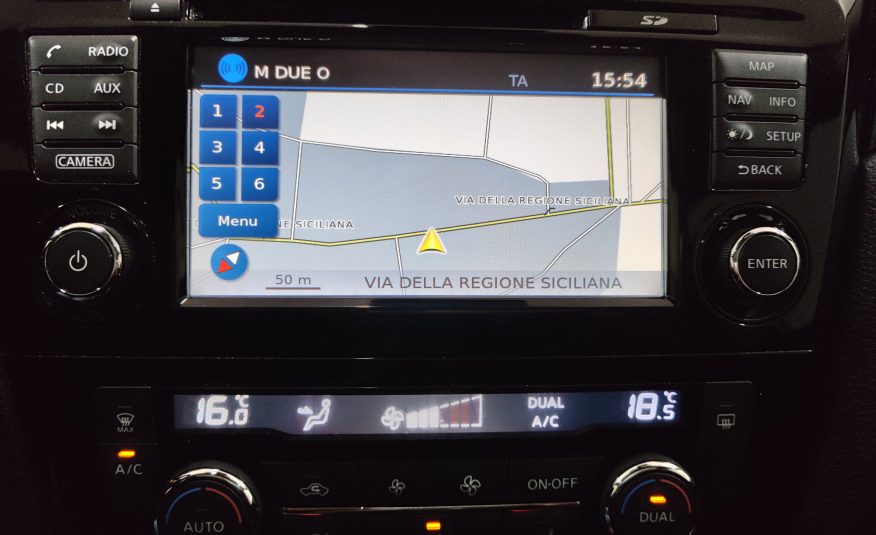 RADIO
CD AUX
CAMERA
VOLUME
M DUE O TA 15:54
1 2
3 4
5 6
Menu
VIA DELLA REGIONE SICILIANA
NE SICILIANA
50 m VIA DELLA REGIONE SICILIANA
MAP
NAV INFO
SETUP
BACK
ENTER
16.0°C DUAL A/C 18.5°C
MAX
A/C
AUTO
ON·OFF
DUAL